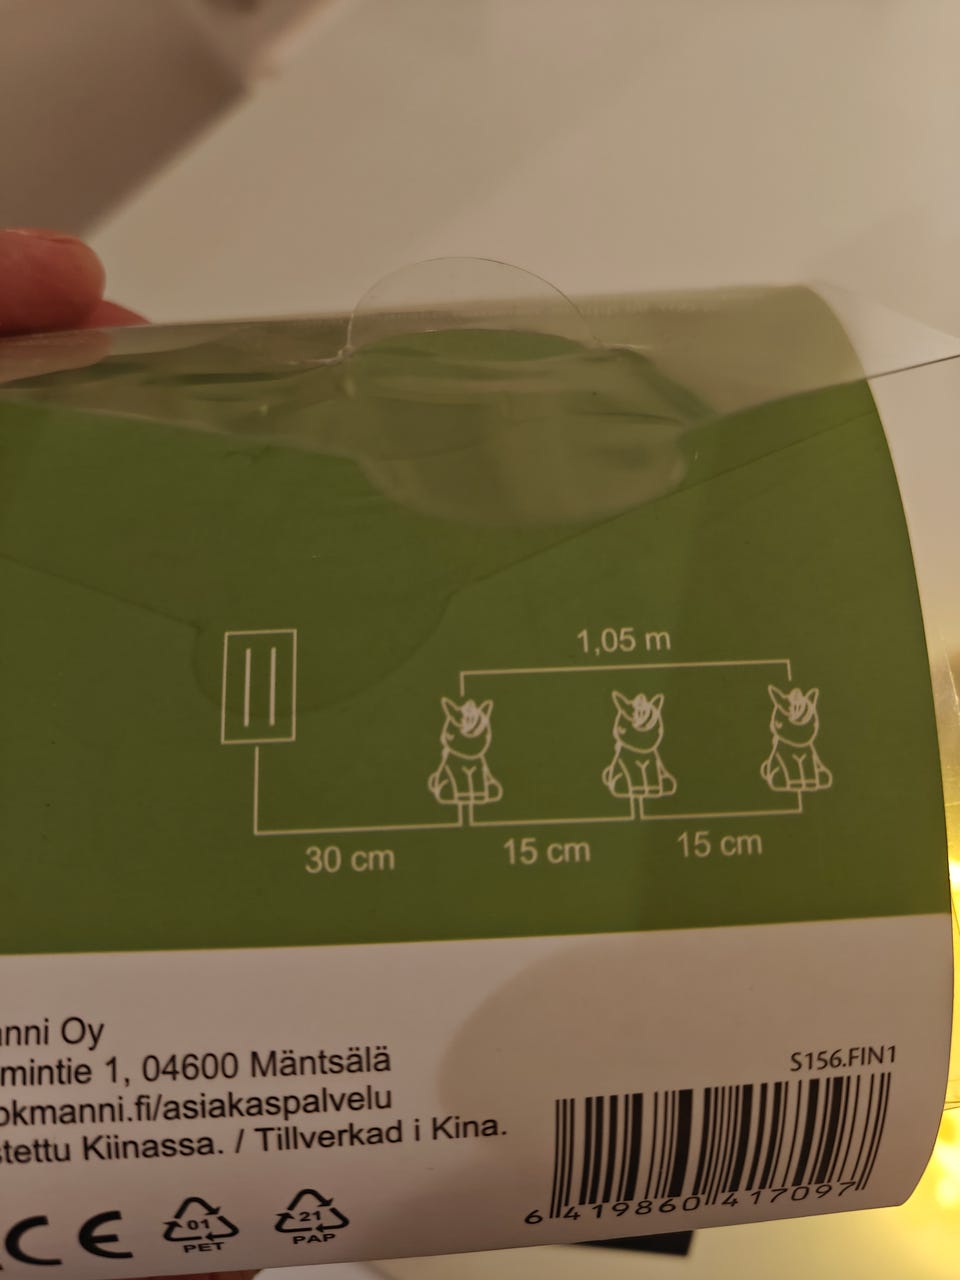 1,05 m
30 cm
15 cm
15 cm
nni Oy
mintie 1, 04600 Mäntsälä
okmanni.fi/asiakaspalvelu
stettu Kiinassa. / Tillverkad i Kina.
S156.FIN1
6 419860 417097
CE
01
PET
21
PAP